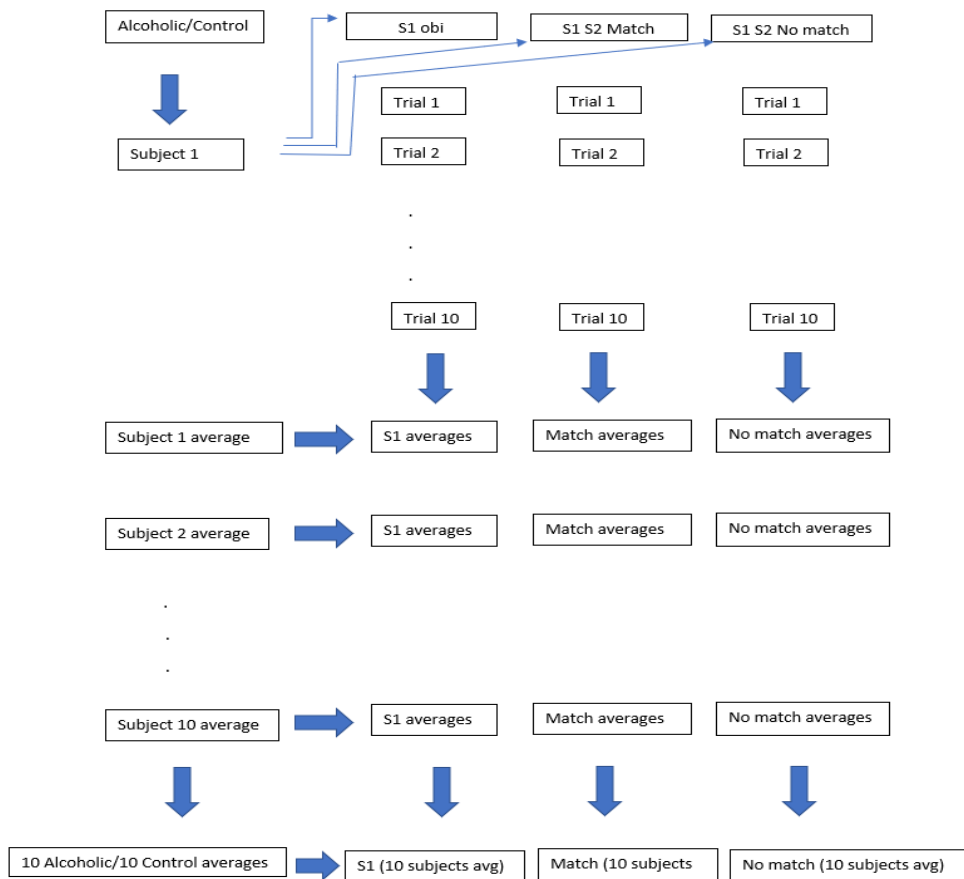 Alcoholic/Control
S1 obi
S1 S2 Match
S1 S2 No match
Trial 1
Trial 1
Trial 1
Subject 1
Trial 2
Trial 2
Trial 2
.
.
.
Trial 10
Trial 10
Trial 10
Subject 1 average
S1 averages
Match averages
No match averages
Subject 2 average
S1 averages
Match averages
No match averages
.
.
.
Subject 10 average
S1 averages
Match averages
No match averages
10 Alcoholic/10 Control averages
S1 (10 subjects avg)
Match (10 subjects
No match (10 subjects avg)